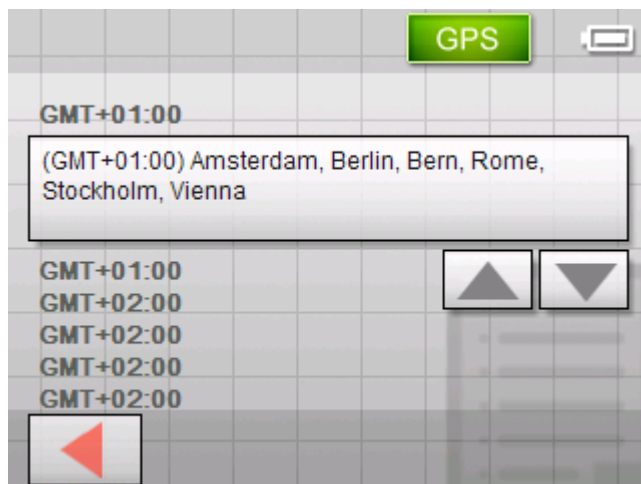 GPS
GMT+01:00
(GMT+01:00) Amsterdam, Berlin, Bern, Rome,
Stockholm, Vienna
GMT+01:00
GMT+02:00
GMT+02:00
GMT+02:00
GMT+02:00